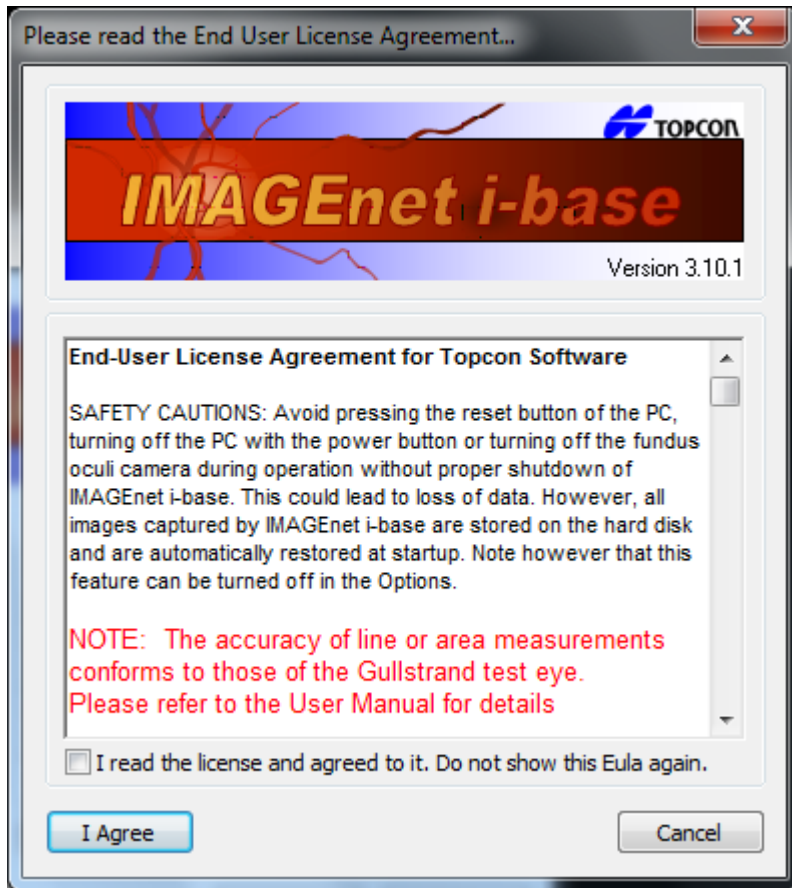 Please read the End User License Agreement...
TOPCON
IMAGEnet i-base
Version 3.10.1
End-User License Agreement for Topcon Software
SAFETY CAUTIONS: Avoid pressing the reset button of the PC,
turning off the PC with the power button or turning off the fundus
oculi camera during operation without proper shutdown of
IMAGEnet i-base. This could lead to loss of data. However, all
images captured by IMAGEnet i-base are stored on the hard disk
and are automatically restored at startup. Note however that this
feature can be turned off in the Options.
NOTE: The accuracy of line or area measurements
conforms to those of the Gullstrand test eye.
Please refer to the User Manual for details
I read the license and agreed to it. Do not show this Eula again.
I Agree
Cancel